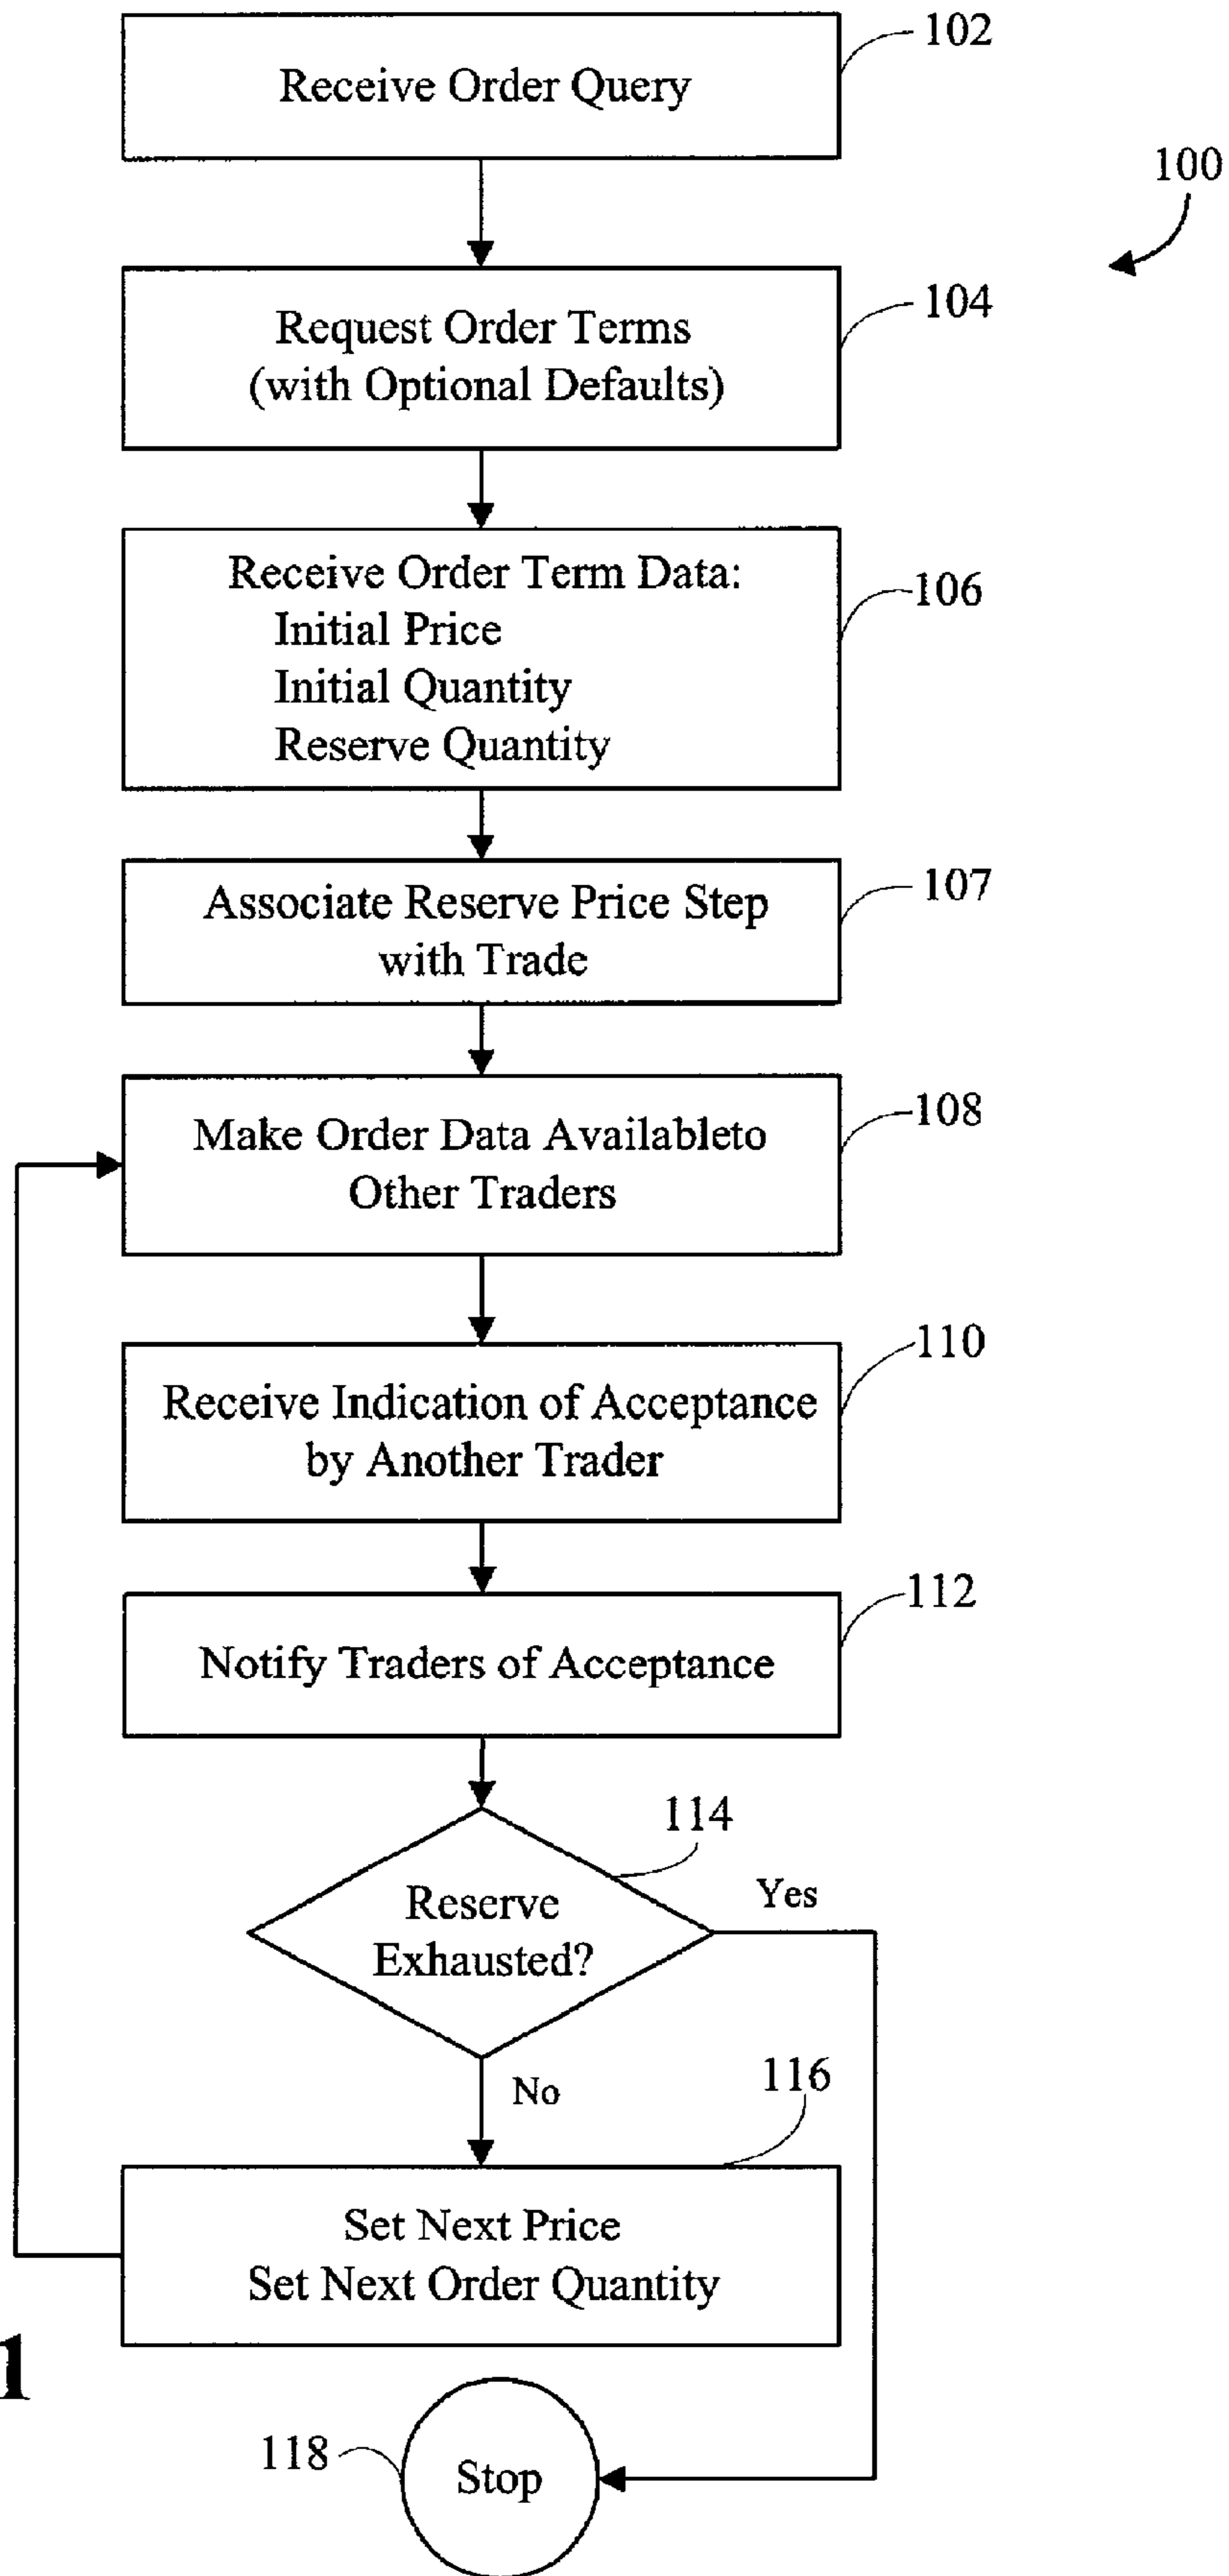 Receive Order Query
102
100
Request Order Terms
(with Optional Defaults)
104
Receive Order Term Data:
Initial Price
Initial Quantity
Reserve Quantity
106
Associate Reserve Price Step
with Trade
107
Make Order Data Availableto
Other Traders
108
Receive Indication of Acceptance
by Another Trader
110
Notify Traders of Acceptance
112
114
Reserve
Exhausted?
Yes
No
116
Set Next Price
Set Next Order Quantity
1
118
Stop